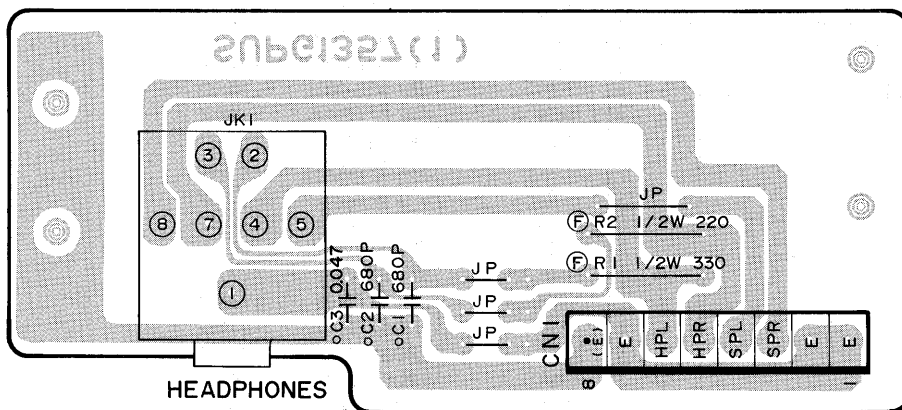 SUPG1357(1)
JK1
3 2
8 7 4 5
1
JP
F R2 1/2W 220
F R1 1/2W 330
C3 0.047
C2 680P
C1 680P
JP
JP
JP
CN1
(E) E HPL HPR SPL SPR E E
8 1
HEADPHONES